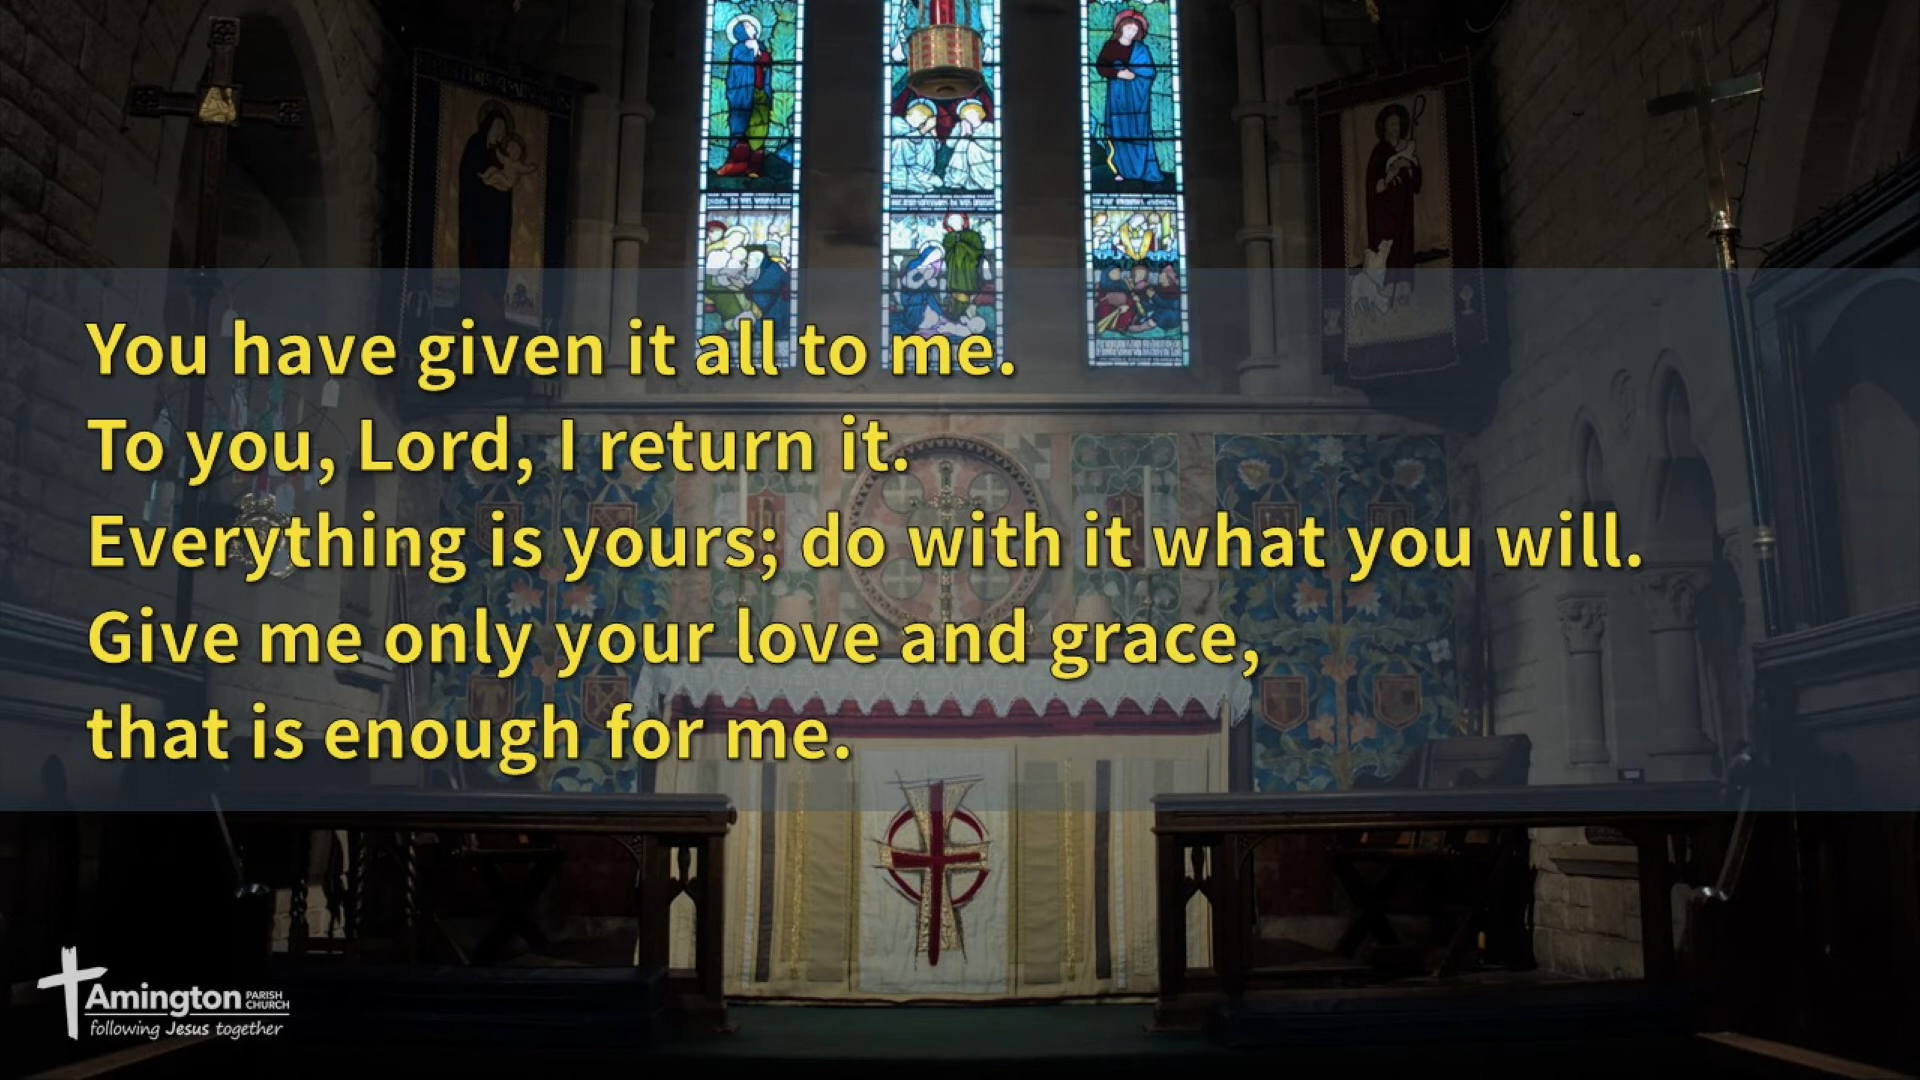 You have given it all to me.
To you, Lord, I return it.
Everything is yours; do with it what you will.
Give me only your love and grace,
that is enough for me.
Amington PARISH CHURCH
following Jesus together